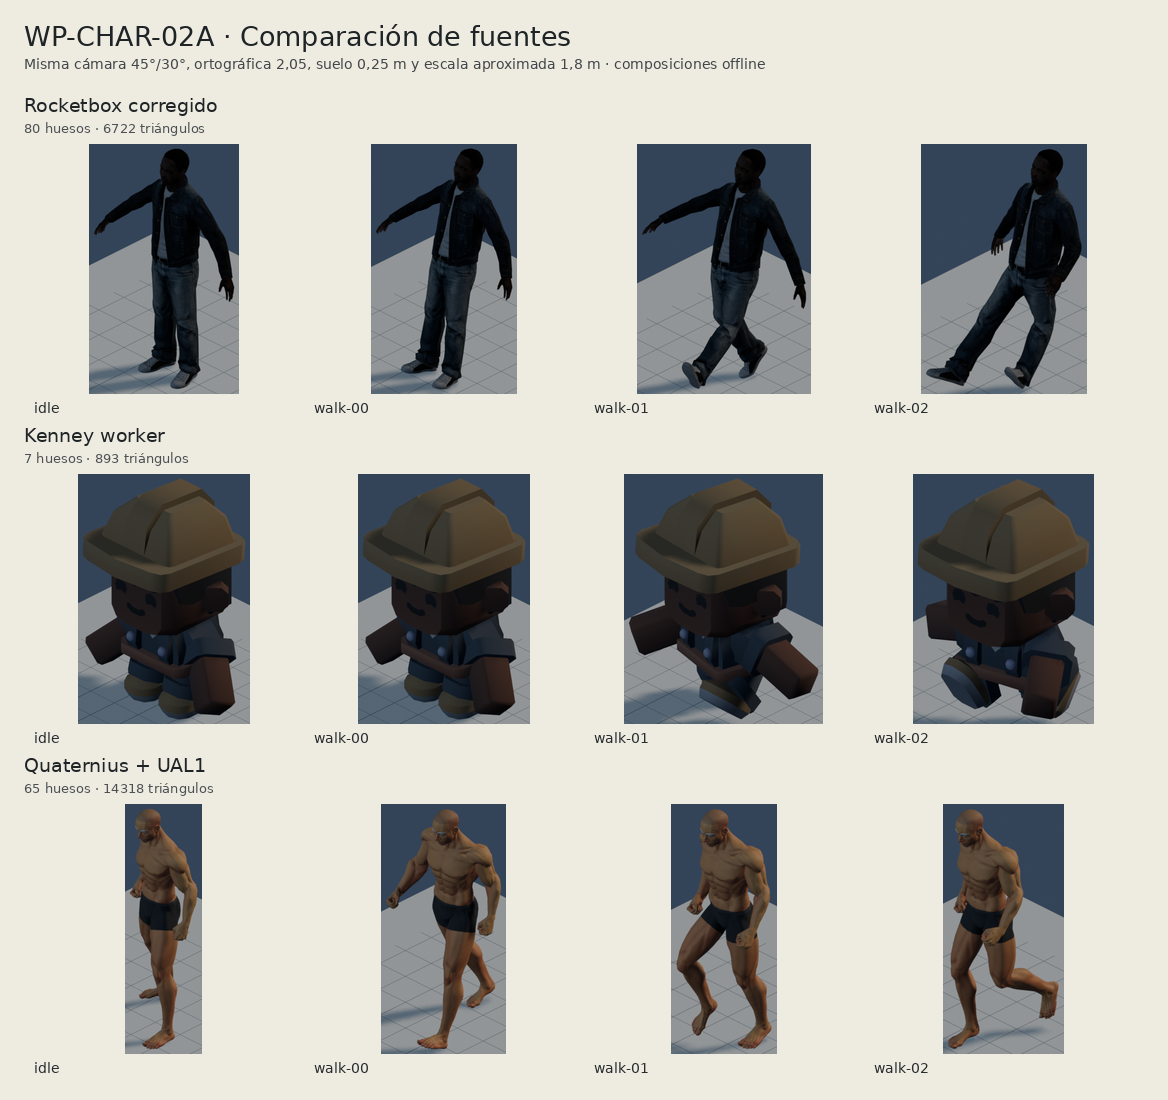 WP-CHAR-02A · Comparación de fuentes
Misma cámara 45°/30°, ortográfica 2,05, suelo 0,25 m y escala aproximada 1,8 m · composiciones offline
Rocketbox corregido
80 huesos · 6722 triángulos
idle
walk-00
walk-01
walk-02
Kenney worker
7 huesos · 893 triángulos
idle
walk-00
walk-01
walk-02
Quaternius + UAL1
65 huesos · 14318 triángulos
idle
walk-00
walk-01
walk-02